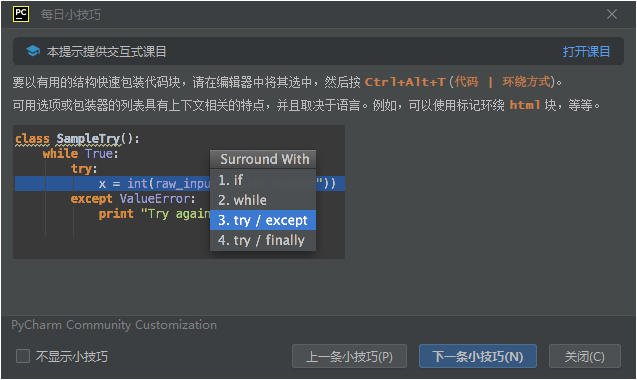 PC 每日小技巧
本提示提供交互式课目 打开课目
要以有用的结构快速包装代码块，请在编辑器中将其选中，然后按 Ctrl+Alt+T (代码 | 环绕方式)。
可用选项或包装器的列表具有上下文相关的特点，并且取决于语言。例如，可以使用标记环绕 html 块，等等。
class SampleTry():
while True:
Surround With
try:
1. if
x = int(raw_inpu "))
2. while
except ValueError:
3. try / except
print "Try again
4. try / finally
PyCharm Community Customization
不显示小技巧 上一条小技巧(P) 下一条小技巧(N) 关闭(C)